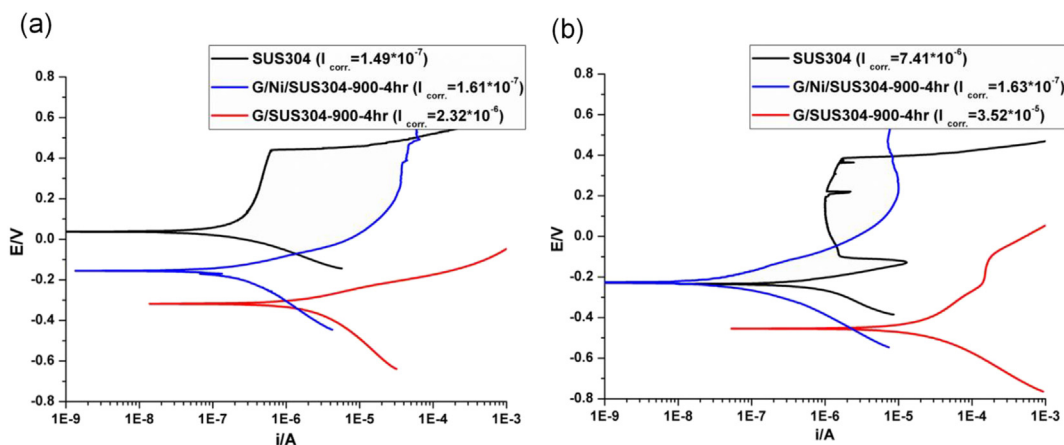 (a)
SUS304 (I corr.=1.49*10-7)
G/Ni/SUS304-900-4hr (I corr.=1.61*10-7)
G/SUS304-900-4hr (I corr.=2.32*10-6)
0.8
0.6
0.4
0.2
0.0
-0.2
-0.4
-0.6
-0.8
E/V
1E-9 1E-8 1E-7 1E-6 1E-5 1E-4 1E-3
i/A
(b)
SUS304 (I corr.=7.41*10-6)
G/Ni/SUS304-900-4hr (I corr.=1.63*10-7)
G/SUS304-900-4hr (I corr.=3.52*10-5)
0.8
0.6
0.4
0.2
0.0
-0.2
-0.4
-0.6
-0.8
E/V
1E-9 1E-8 1E-7 1E-6 1E-5 1E-4 1E-3
i/A